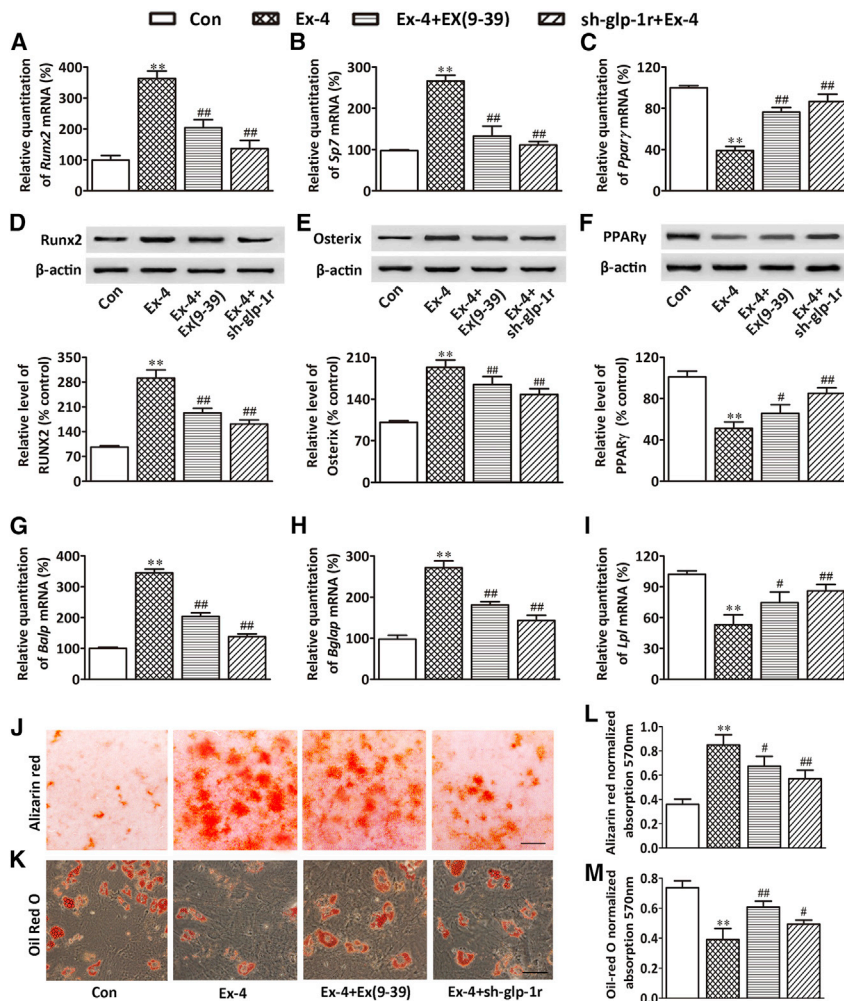 Con Ex-4 Ex-4+EX(9-39) sh-glp-1r+Ex-4
A
Relative quantitation
of Runx2 mRNA (%)
400
300
200
100
0
**
##
##
B
Relative quantitation
of Sp7 mRNA (%)
300
200
100
0
**
##
##
C
Relative quantitation
of Pparγ mRNA (%)
120
80
40
0
**
##
##
D
Runx2
β-actin
Con
Ex-4
Ex-4+
Ex(9-39)
Ex-4+
sh-glp-1r
Relative level of
RUNX2 (% control)
350
280
210
140
70
0
**
##
##
E
Osterix
β-actin
Con
Ex-4
Ex-4+
Ex(9-39)
Ex-4+
sh-glp-1r
Relative level of
Osterix (% control)
210
140
70
0
**
##
##
F
PPARγ
β-actin
Con
Ex-4
Ex-4+
Ex(9-39)
Ex-4+
sh-glp-1r
Relative level of
PPARγ (% control)
120
80
40
0
**
#
##
G
Relative quantitation
of Balp mRNA (%)
400
300
200
100
0
**
##
##
H
Relative quantitation
of Bglap mRNA (%)
300
200
100
0
**
##
##
I
Relative quantitation
of Lpl mRNA (%)
120
90
60
30
0
**
#
##
J
Alizarin red
K
Oil Red O
Con Ex-4 Ex-4+Ex(9-39) Ex-4+sh-glp-1r
L
Alizarin red normalized
absorption 570nm
1.0
0.8
0.6
0.4
0.2
0.0
**
#
##
M
Oil-red O normalized
absorption 570nm
0.8
0.6
0.4
0.2
0.0
**
##
#